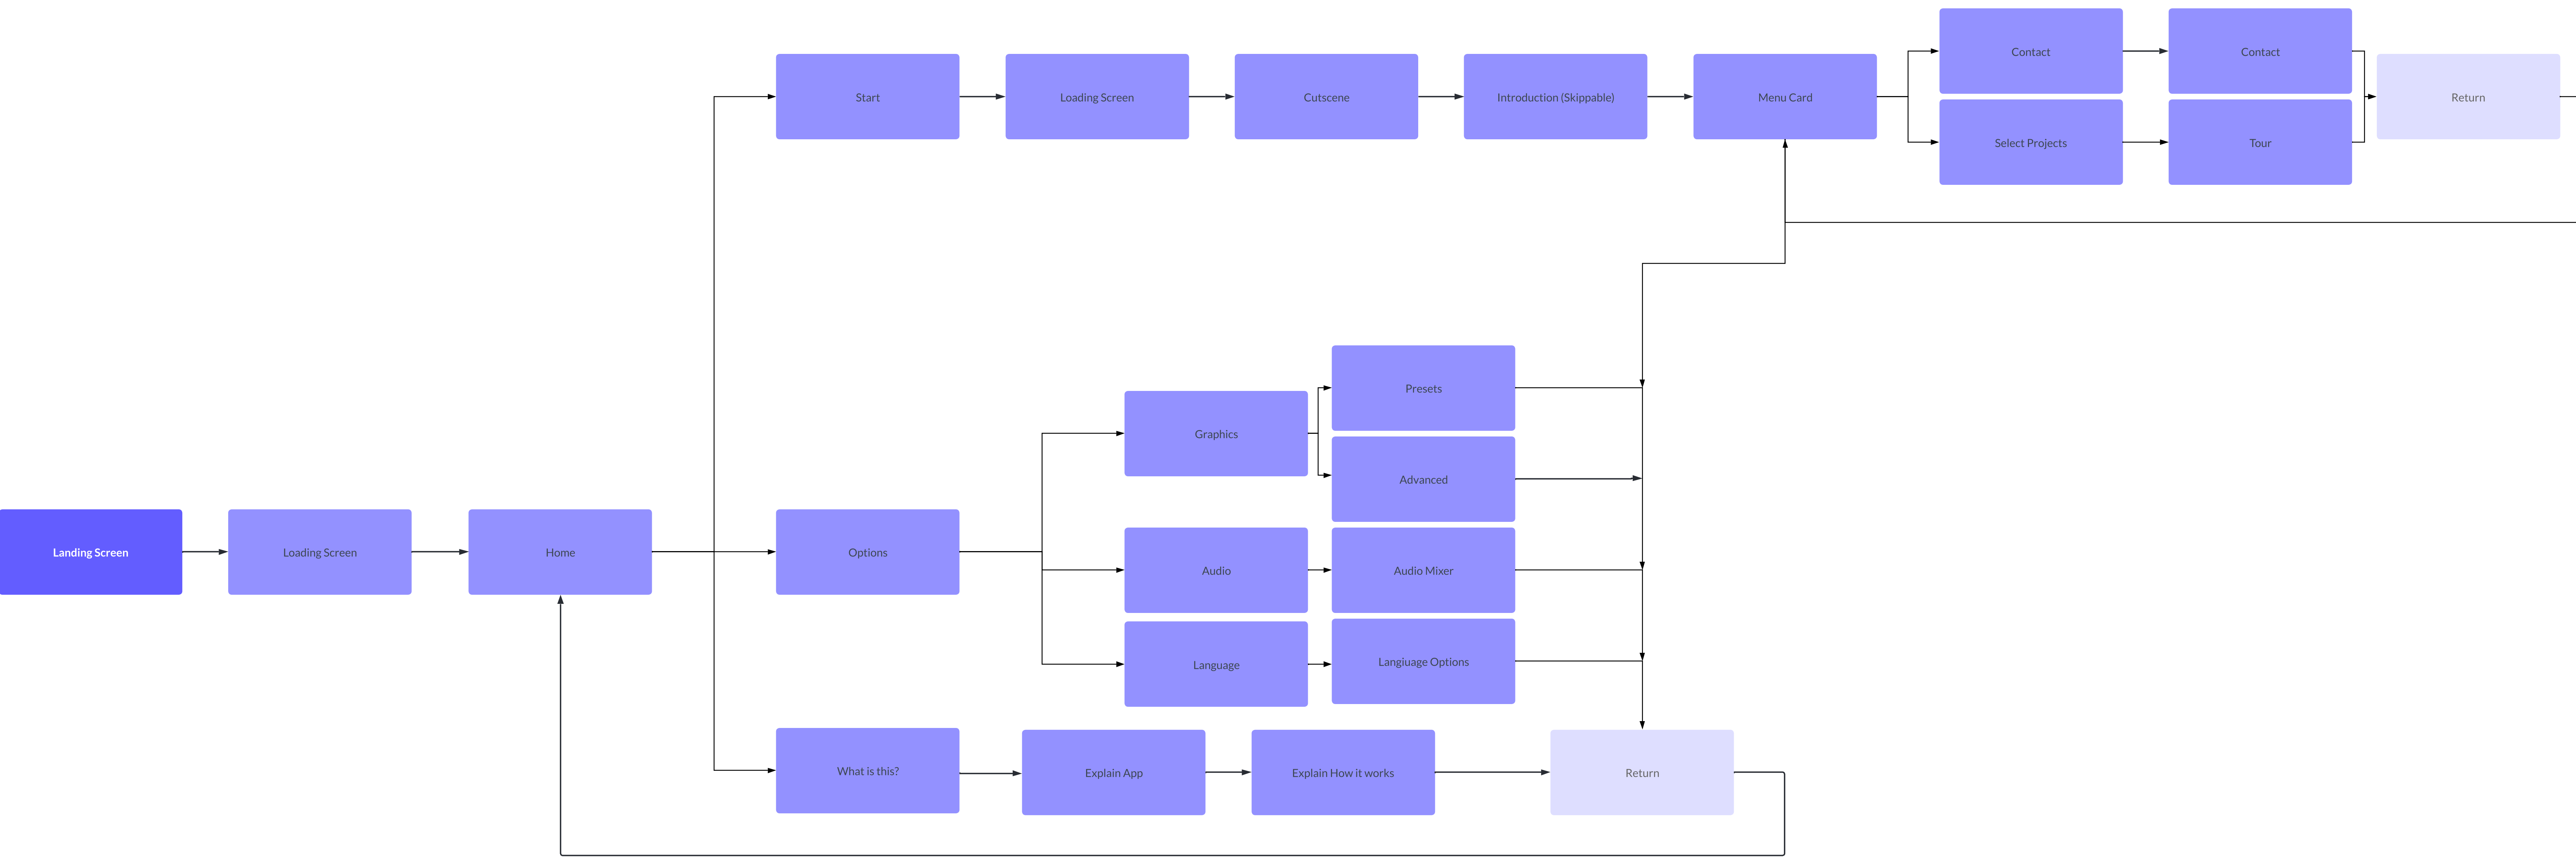 Contact
Contact
Start
Loading Screen
Cutscene
Introduction (Skippable)
Menu Card
Return
Select Projects
Tour
Presets
Graphics
Advanced
Landing Screen
Loading Screen
Home
Options
Audio
Audio Mixer
Language
Langiuage Options
What is this?
Explain App
Explain How it works
Return